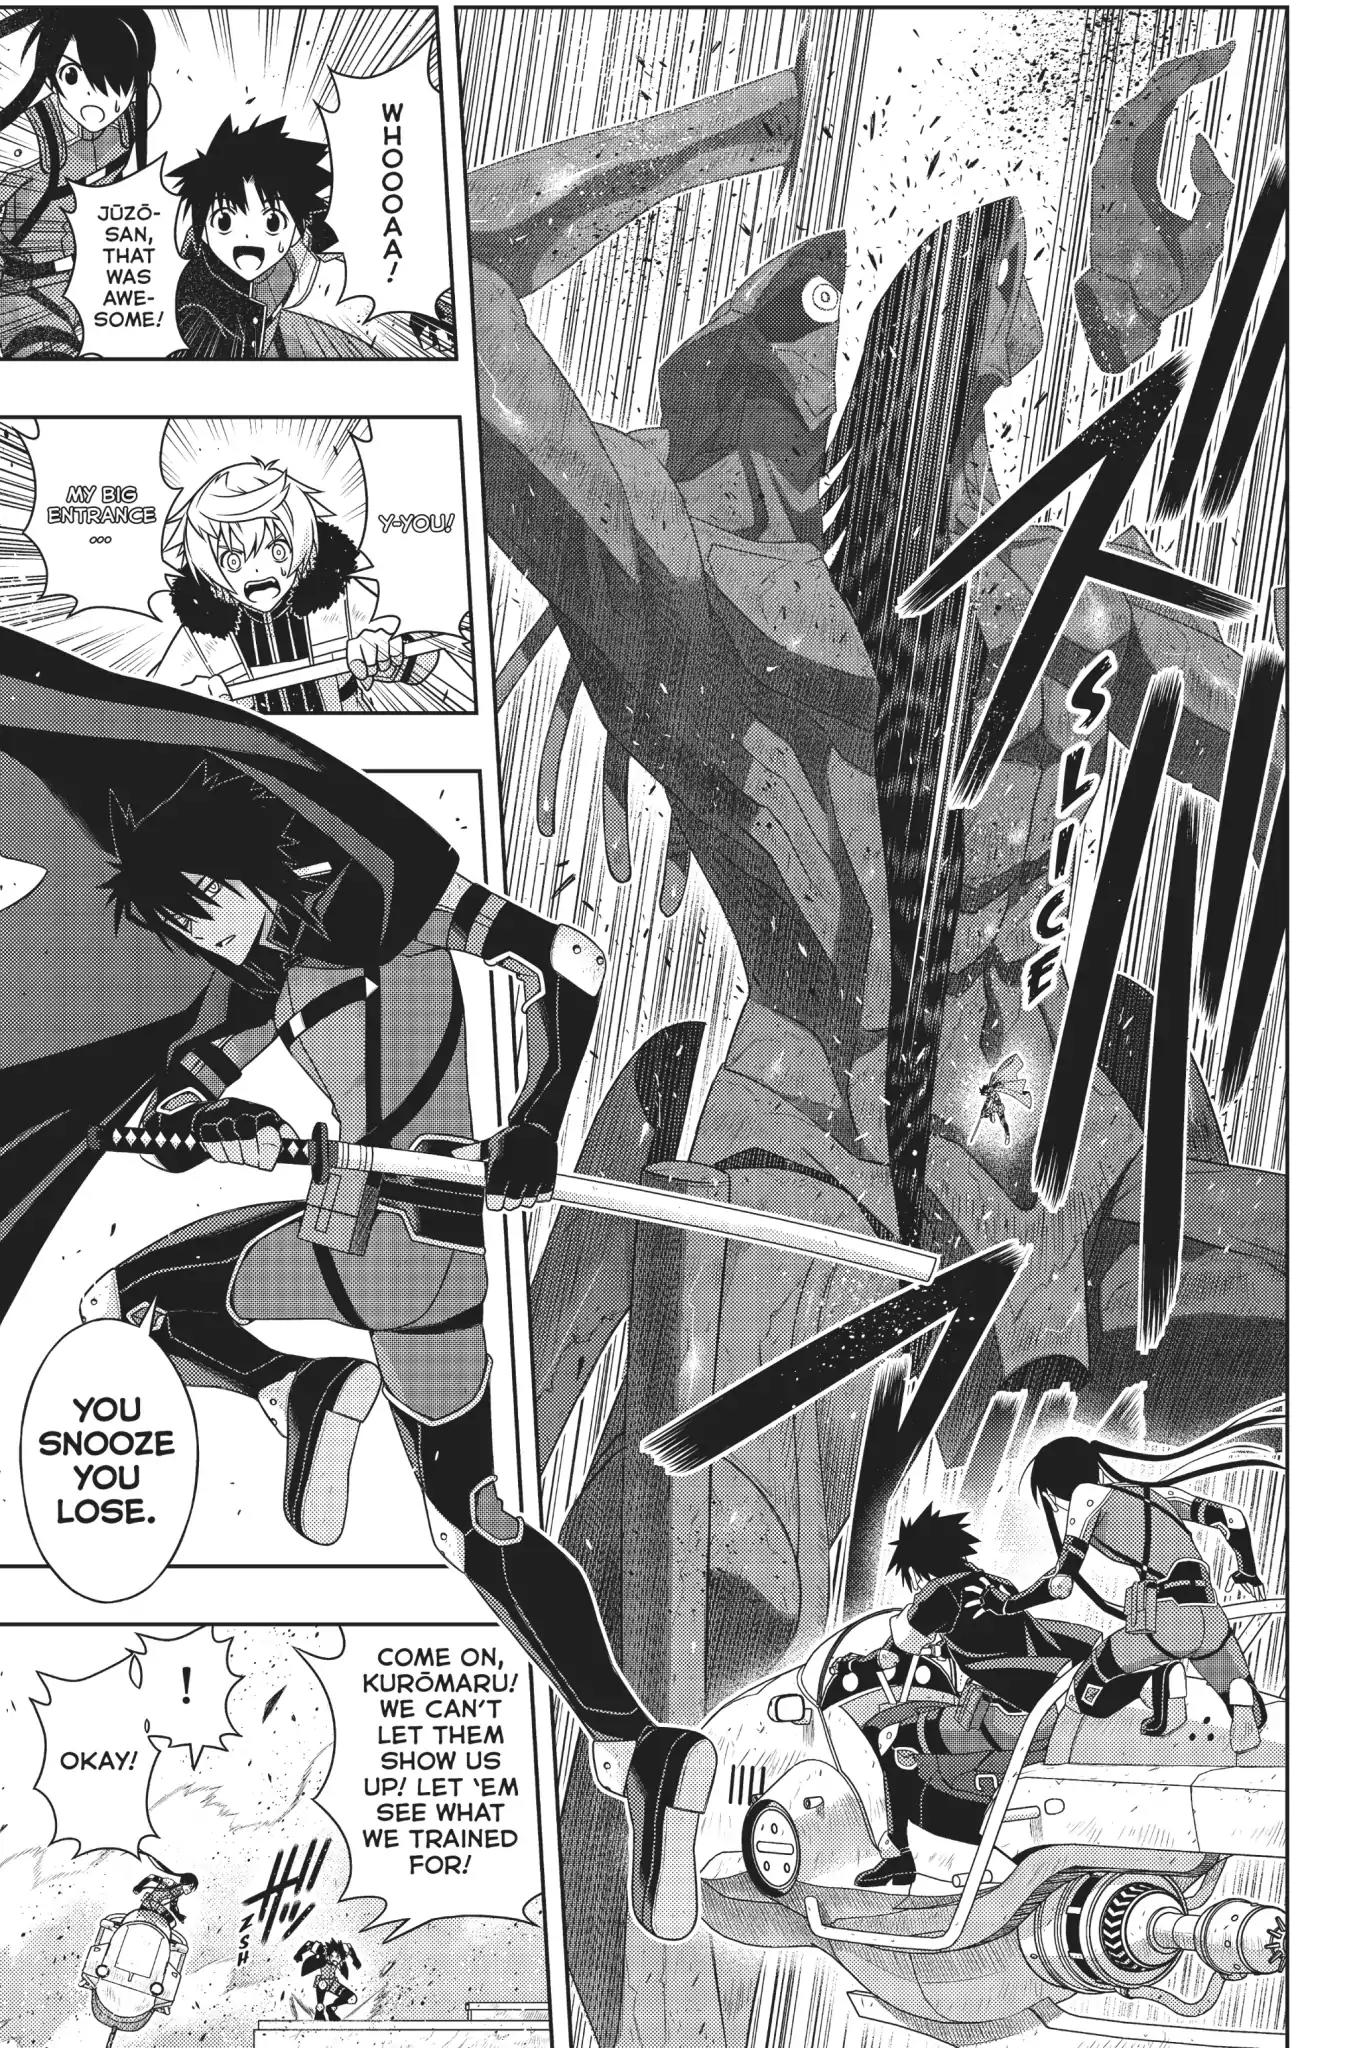 SLICE
WHOOOOAA!
JŪZŌ-
SAN,
THAT
WAS
AWE-
SOME!
Y-YOU!
MY BIG
ENTRANCE
...
YOU
SNOOZE
YOU
LOSE.
COME ON,
KURŌMARU!
WE CAN'T
LET THEM
SHOW US
UP! LET 'EM
SEE WHAT
WE TRAINED
FOR!
ZSH
!
OKAY!